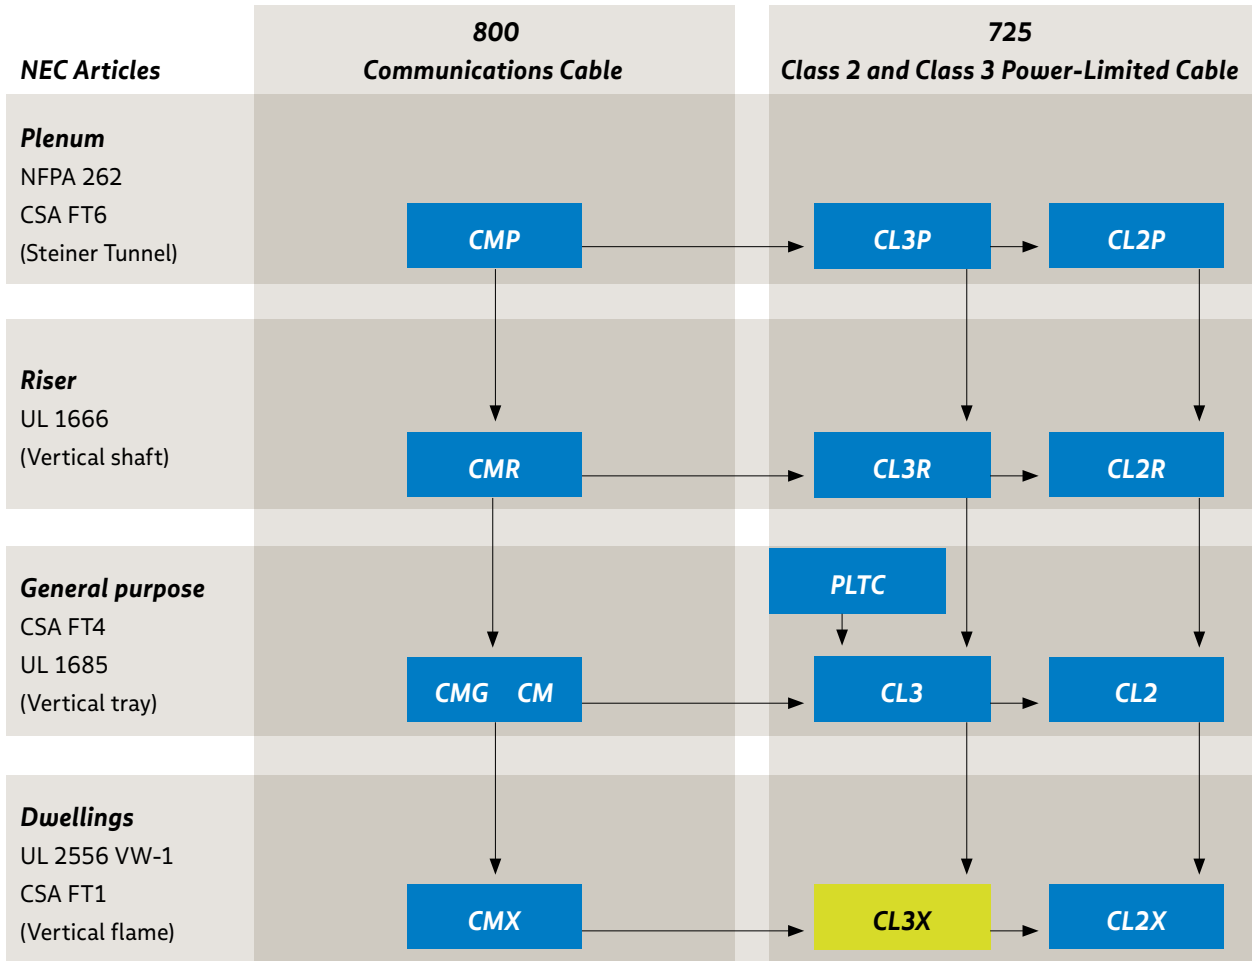 NEC Articles
800
Communications Cable
725
Class 2 and Class 3 Power-Limited Cable
Plenum
NFPA 262
CSA FT6
(Steiner Tunnel)
CMP
CL3P
CL2P
Riser
UL 1666
(Vertical shaft)
CMR
CL3R
CL2R
General purpose
CSA FT4
UL 1685
(Vertical tray)
PLTC
CMG CM
CL3
CL2
Dwellings
UL 2556 VW-1
CSA FT1
(Vertical flame)
CMX
CL3X
CL2X